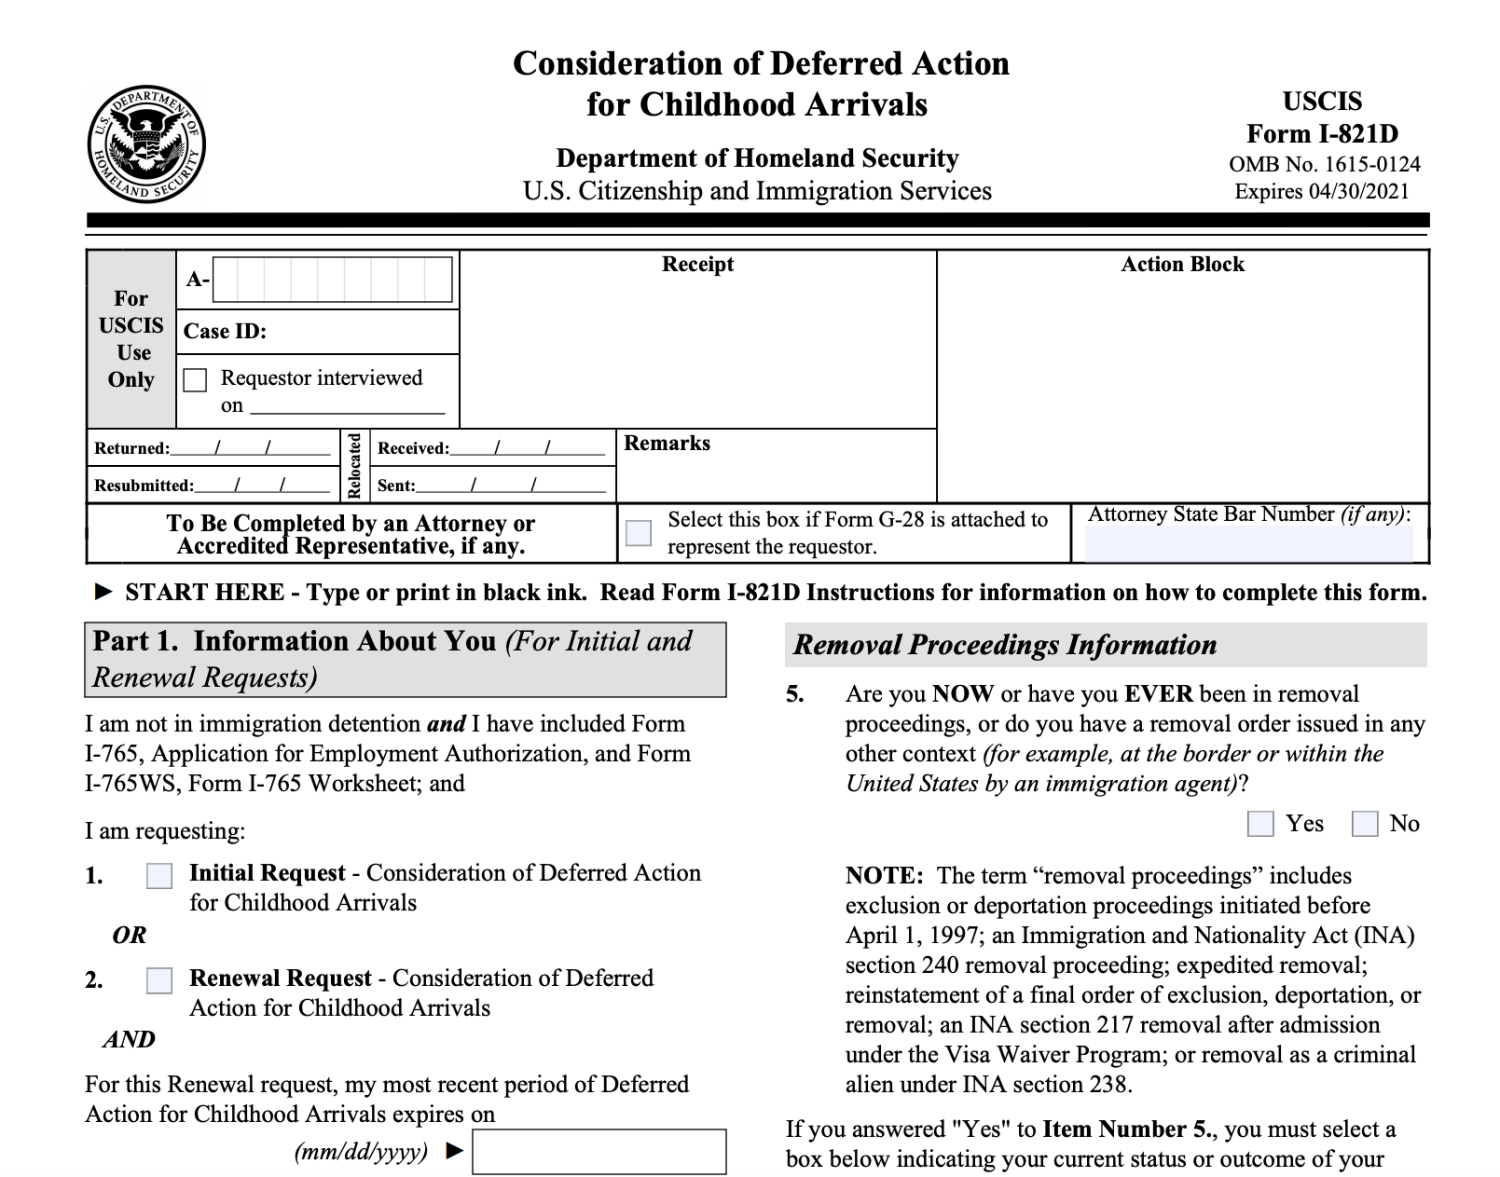 Consideration of Deferred Action
for Childhood Arrivals
Department of Homeland Security
U.S. Citizenship and Immigration Services
U.S. DEPARTMENT OF HOMELAND SECURITY
USCIS
Form I-821D
OMB No. 1615-0124
Expires 04/30/2021
For
USCIS
Use
Only
A-
Case ID:
Requestor interviewed
on
Receipt
Action Block
Returned: / /
Resubmitted: / /
Relocated
Received: / /
Sent: / /
Remarks
To Be Completed by an Attorney or
Accredited Representative, if any.
Select this box if Form G-28 is attached to
represent the requestor.
Attorney State Bar Number (if any):
► START HERE - Type or print in black ink. Read Form I-821D Instructions for information on how to complete this form.
Part 1. Information About You (For Initial and
Renewal Requests)
I am not in immigration detention and I have included Form
I-765, Application for Employment Authorization, and Form
I-765WS, Form I-765 Worksheet; and
I am requesting:
1. Initial Request - Consideration of Deferred Action
for Childhood Arrivals
OR
2. Renewal Request - Consideration of Deferred
Action for Childhood Arrivals
AND
For this Renewal request, my most recent period of Deferred
Action for Childhood Arrivals expires on
(mm/dd/yyyy) ►
Removal Proceedings Information
5. Are you NOW or have you EVER been in removal
proceedings, or do you have a removal order issued in any
other context (for example, at the border or within the
United States by an immigration agent)?
Yes No
NOTE: The term “removal proceedings” includes
exclusion or deportation proceedings initiated before
April 1, 1997; an Immigration and Nationality Act (INA)
section 240 removal proceeding; expedited removal;
reinstatement of a final order of exclusion, deportation, or
removal; an INA section 217 removal after admission
under the Visa Waiver Program; or removal as a criminal
alien under INA section 238.
If you answered "Yes" to Item Number 5., you must select a
box below indicating your current status or outcome of your